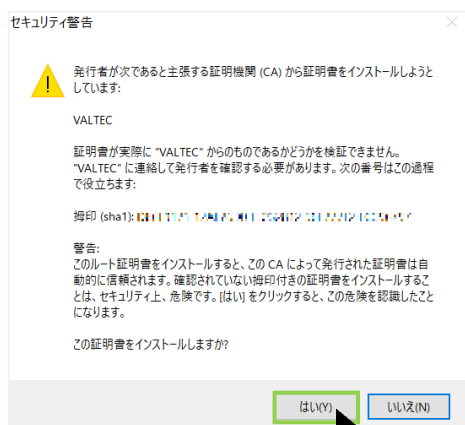 セキュリティ警告
発行者が次であると主張する証明機関 (CA) から証明書をインストールしようと
しています:
VALTEC
証明書が実際に "VALTEC" からのものであるかどうかを検証できません。
"VALTEC" に連絡して発行者を確認する必要があります。次の番号はこの過程
で役立ちます:
拇印 (sha1):
警告:
このルート証明書をインストールすると、この CA によって発行された証明書は自
動的に信頼されます。確認されていない拇印付きの証明書をインストールするこ
とは、セキュリティ上、危険です。[はい] をクリックすると、この危険を認識したこと
になります。
この証明書をインストールしますか?
はい(Y)
いいえ(N)